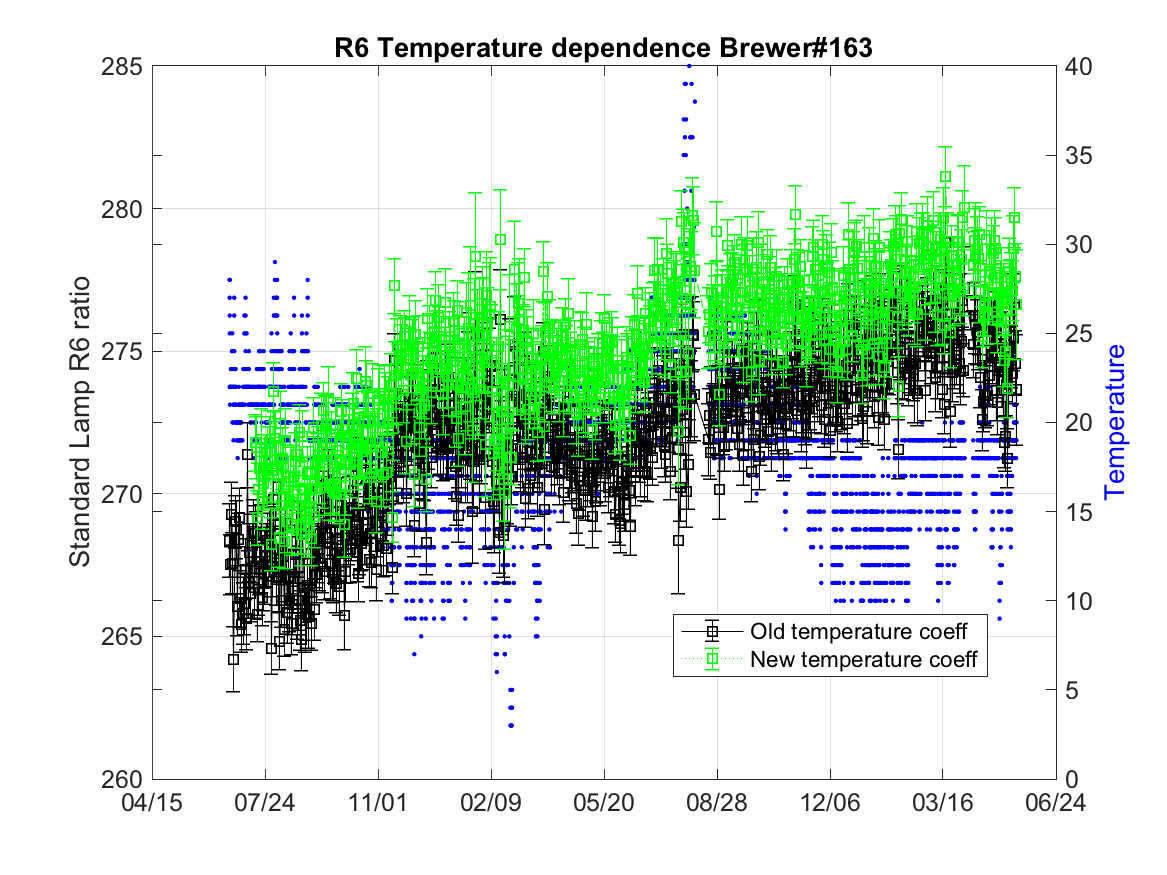 R6 Temperature dependence Brewer#163
285
280
275
270
265
260
Standard Lamp R6 ratio
40
35
30
25
20
15
10
5
0
Temperature
04/15 07/24 11/01 02/09 05/20 08/28 12/06 03/16 06/24
Old temperature coeff
New temperature coeff